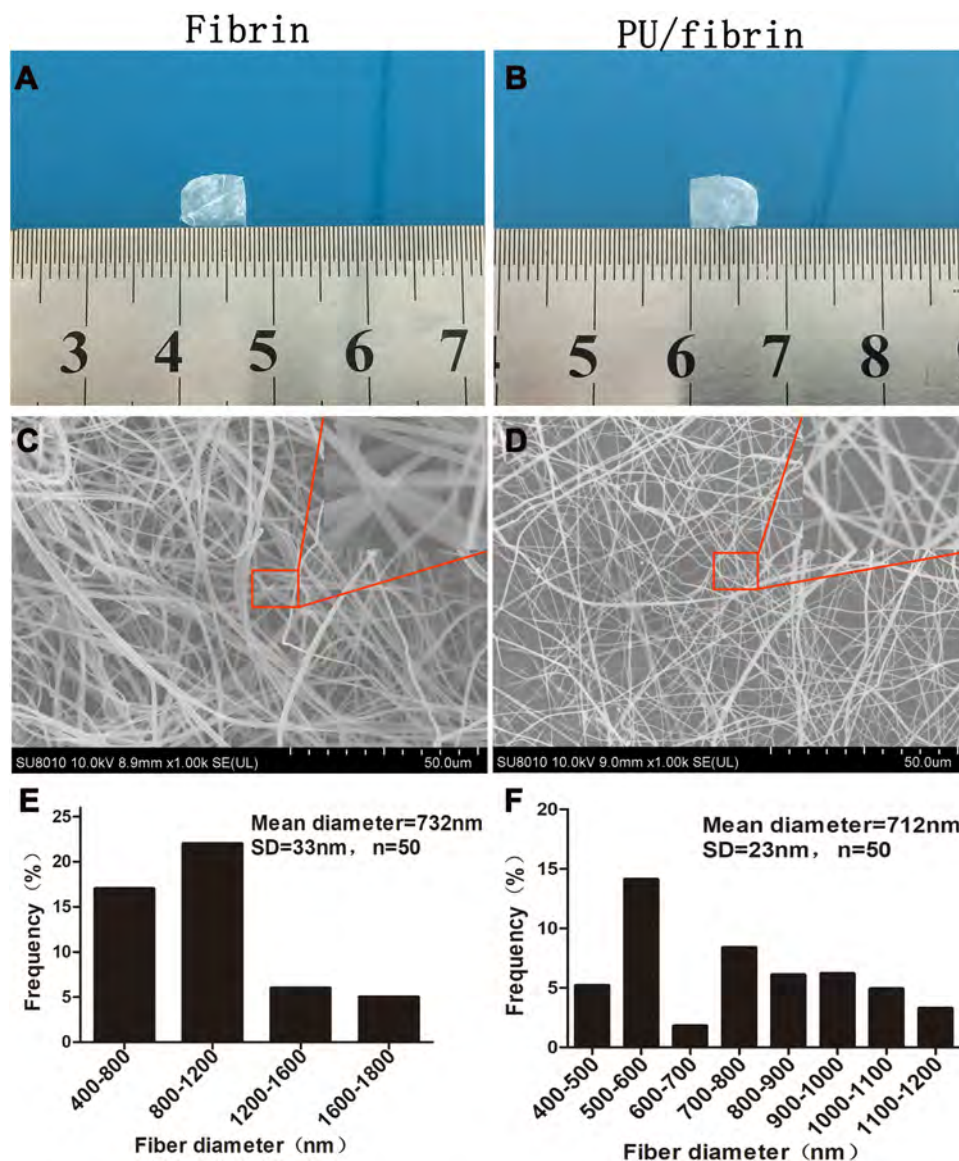 Fibrin
PU/fibrin
A
B
3 4 5 6 7
5 6 7 8
C
D
SU8010 10.0kV 8.9mm x1.00k SE(UL)
50.0um
SU8010 10.0kV 9.0mm x1.00k SE(UL)
50.0um
E
Mean diameter=732nm
SD=33nm, n=50
Frequency (%)
25
20
15
10
5
0
400-800
800-1200
1200-1600
1600-1800
Fiber diameter (nm)
F
Mean diameter=712nm
SD=23nm, n=50
Frequency (%)
20
15
10
5
0
400-500
500-600
600-700
700-800
800-900
900-1000
1000-1100
1100-1200
Fiber diameter (nm)